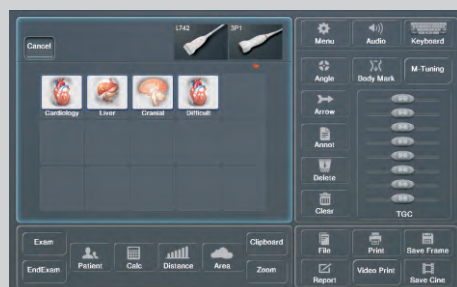 L742 3P1
Cancel
Cardiology Liver Cranial Difficult
Menu Audio Keyboard
Angle Body Mark M-Tuning
Arrow
Annot
Delete
Clear
TGC
Exam
EndExam
Patient Calc Distance Area
Clipboard
Zoom
File Print Save Frame
Report Video Print Save Cine